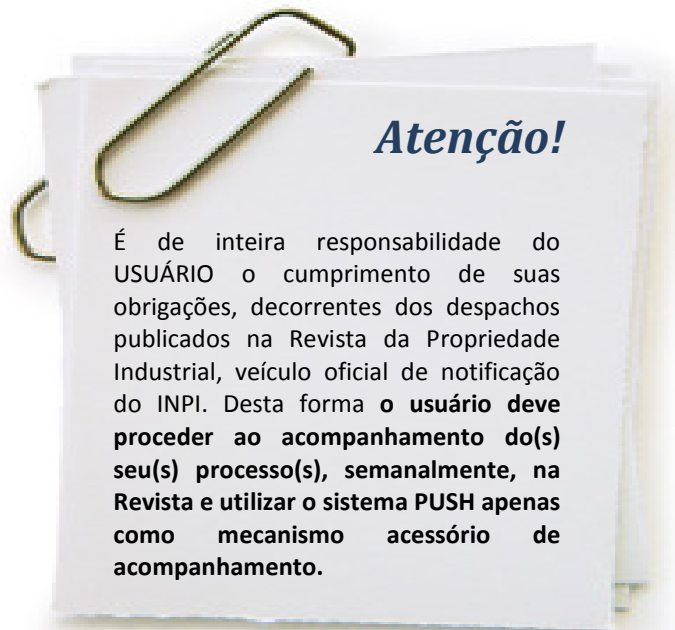 Atenção!
É de inteira responsabilidade do
USUÁRIO o cumprimento de suas
obrigações, decorrentes dos despachos
publicados na Revista da Propriedade
Industrial, veículo oficial de notificação
do INPI. Desta forma o usuário deve
proceder ao acompanhamento do(s)
seu(s) processo(s), semanalmente, na
Revista e utilizar o sistema PUSH apenas
como mecanismo acessório de
acompanhamento.